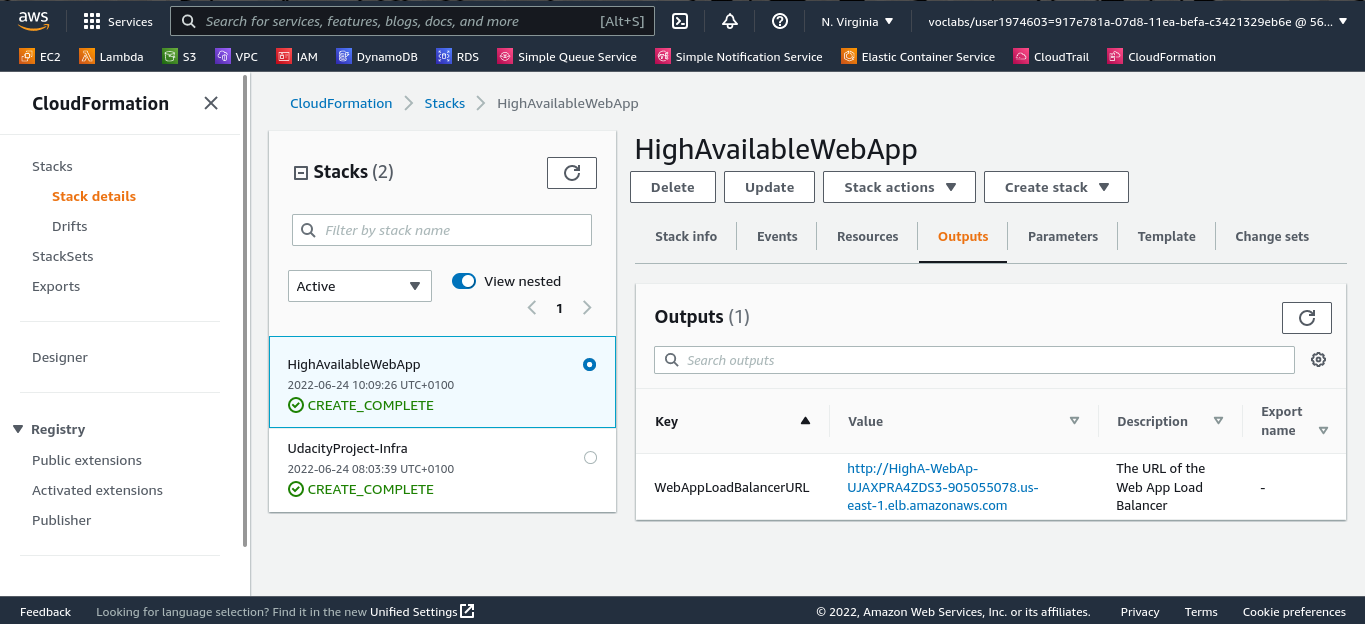 aws
Services
Search for services, features, blogs, docs, and more
[Alt+S]
N. Virginia
voclabs/user1974603=917e781a-07d8-11ea-befa-c3421329eb6e @ 56...
EC2
Lambda
S3
VPC
IAM
DynamoDB
RDS
Simple Queue Service
Simple Notification Service
Elastic Container Service
CloudTrail
CloudFormation
CloudFormation
Stacks
Stack details
Drifts
StackSets
Exports
Designer
Registry
Public extensions
Activated extensions
Publisher
CloudFormation
Stacks
HighAvailableWebApp
Stacks (2)
Filter by stack name
Active
View nested
1
HighAvailableWebApp
2022-06-24 10:09:26 UTC+0100
CREATE_COMPLETE
UdacityProject-Infra
2022-06-24 08:03:39 UTC+0100
CREATE_COMPLETE
HighAvailableWebApp
Delete
Update
Stack actions
Create stack
Stack info
Events
Resources
Outputs
Parameters
Template
Change sets
Outputs (1)
Search outputs
Key
Value
Description
Export
name
WebAppLoadBalancerURL
http://HighA-WebAp-
UJAXPRA4ZDS3-905055078.us-
east-1.elb.amazonaws.com
The URL of the
Web App Load
Balancer
-
Feedback
Looking for language selection? Find it in the new Unified Settings
© 2022, Amazon Web Services, Inc. or its affiliates.
Privacy
Terms
Cookie preferences